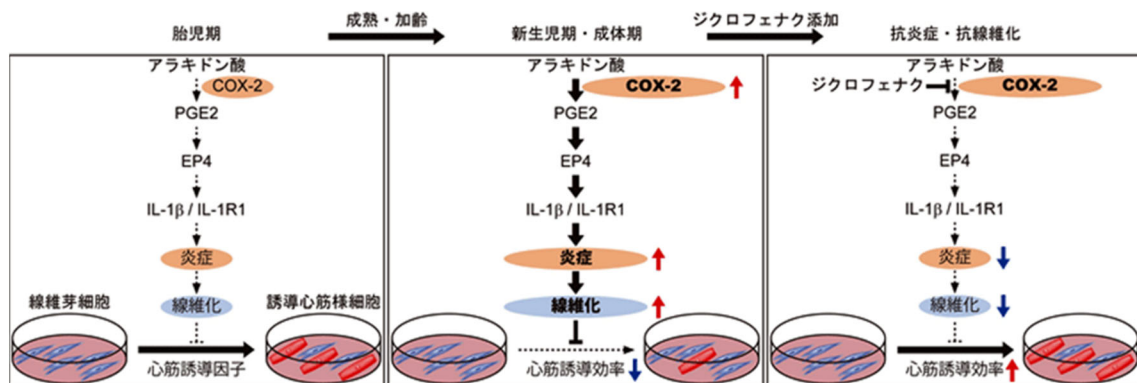 胎児期
成熟・加齢
新生児期・成体期
ジクロフェナク添加
抗炎症・抗線維化
アラキドン酸
COX-2
PGE2
EP4
IL-1β / IL-1R1
炎症
線維化
線維芽細胞
誘導心筋様細胞
心筋誘導因子
アラキドン酸
COX-2
PGE2
EP4
IL-1β / IL-1R1
炎症
線維化
心筋誘導効率
アラキドン酸
ジクロフェナク
COX-2
PGE2
EP4
IL-1β / IL-1R1
炎症
線維化
心筋誘導効率